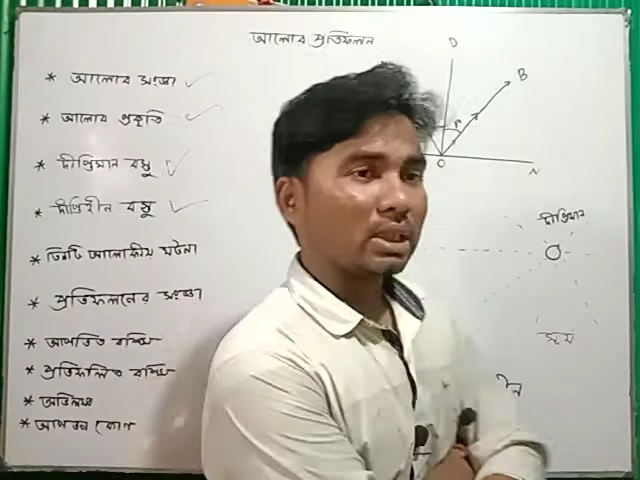 আলোর প্রতিফলন
* আলোর সংজ্ঞা ✓
* আলোর প্রকৃতি ✓
* দীপ্তিমান বস্তু ✓
* দীপ্তিহীন বস্তু ✓
* তিনটি আলোকীয় ঘটনা
* প্রতিফলনের সংজ্ঞা
* আপতিত রশ্মি
* প্রতিফলিত রশ্মি
* অভিলম্ব
* আপতন কোণ
D
B
r
O
N
দীপ্তিমান